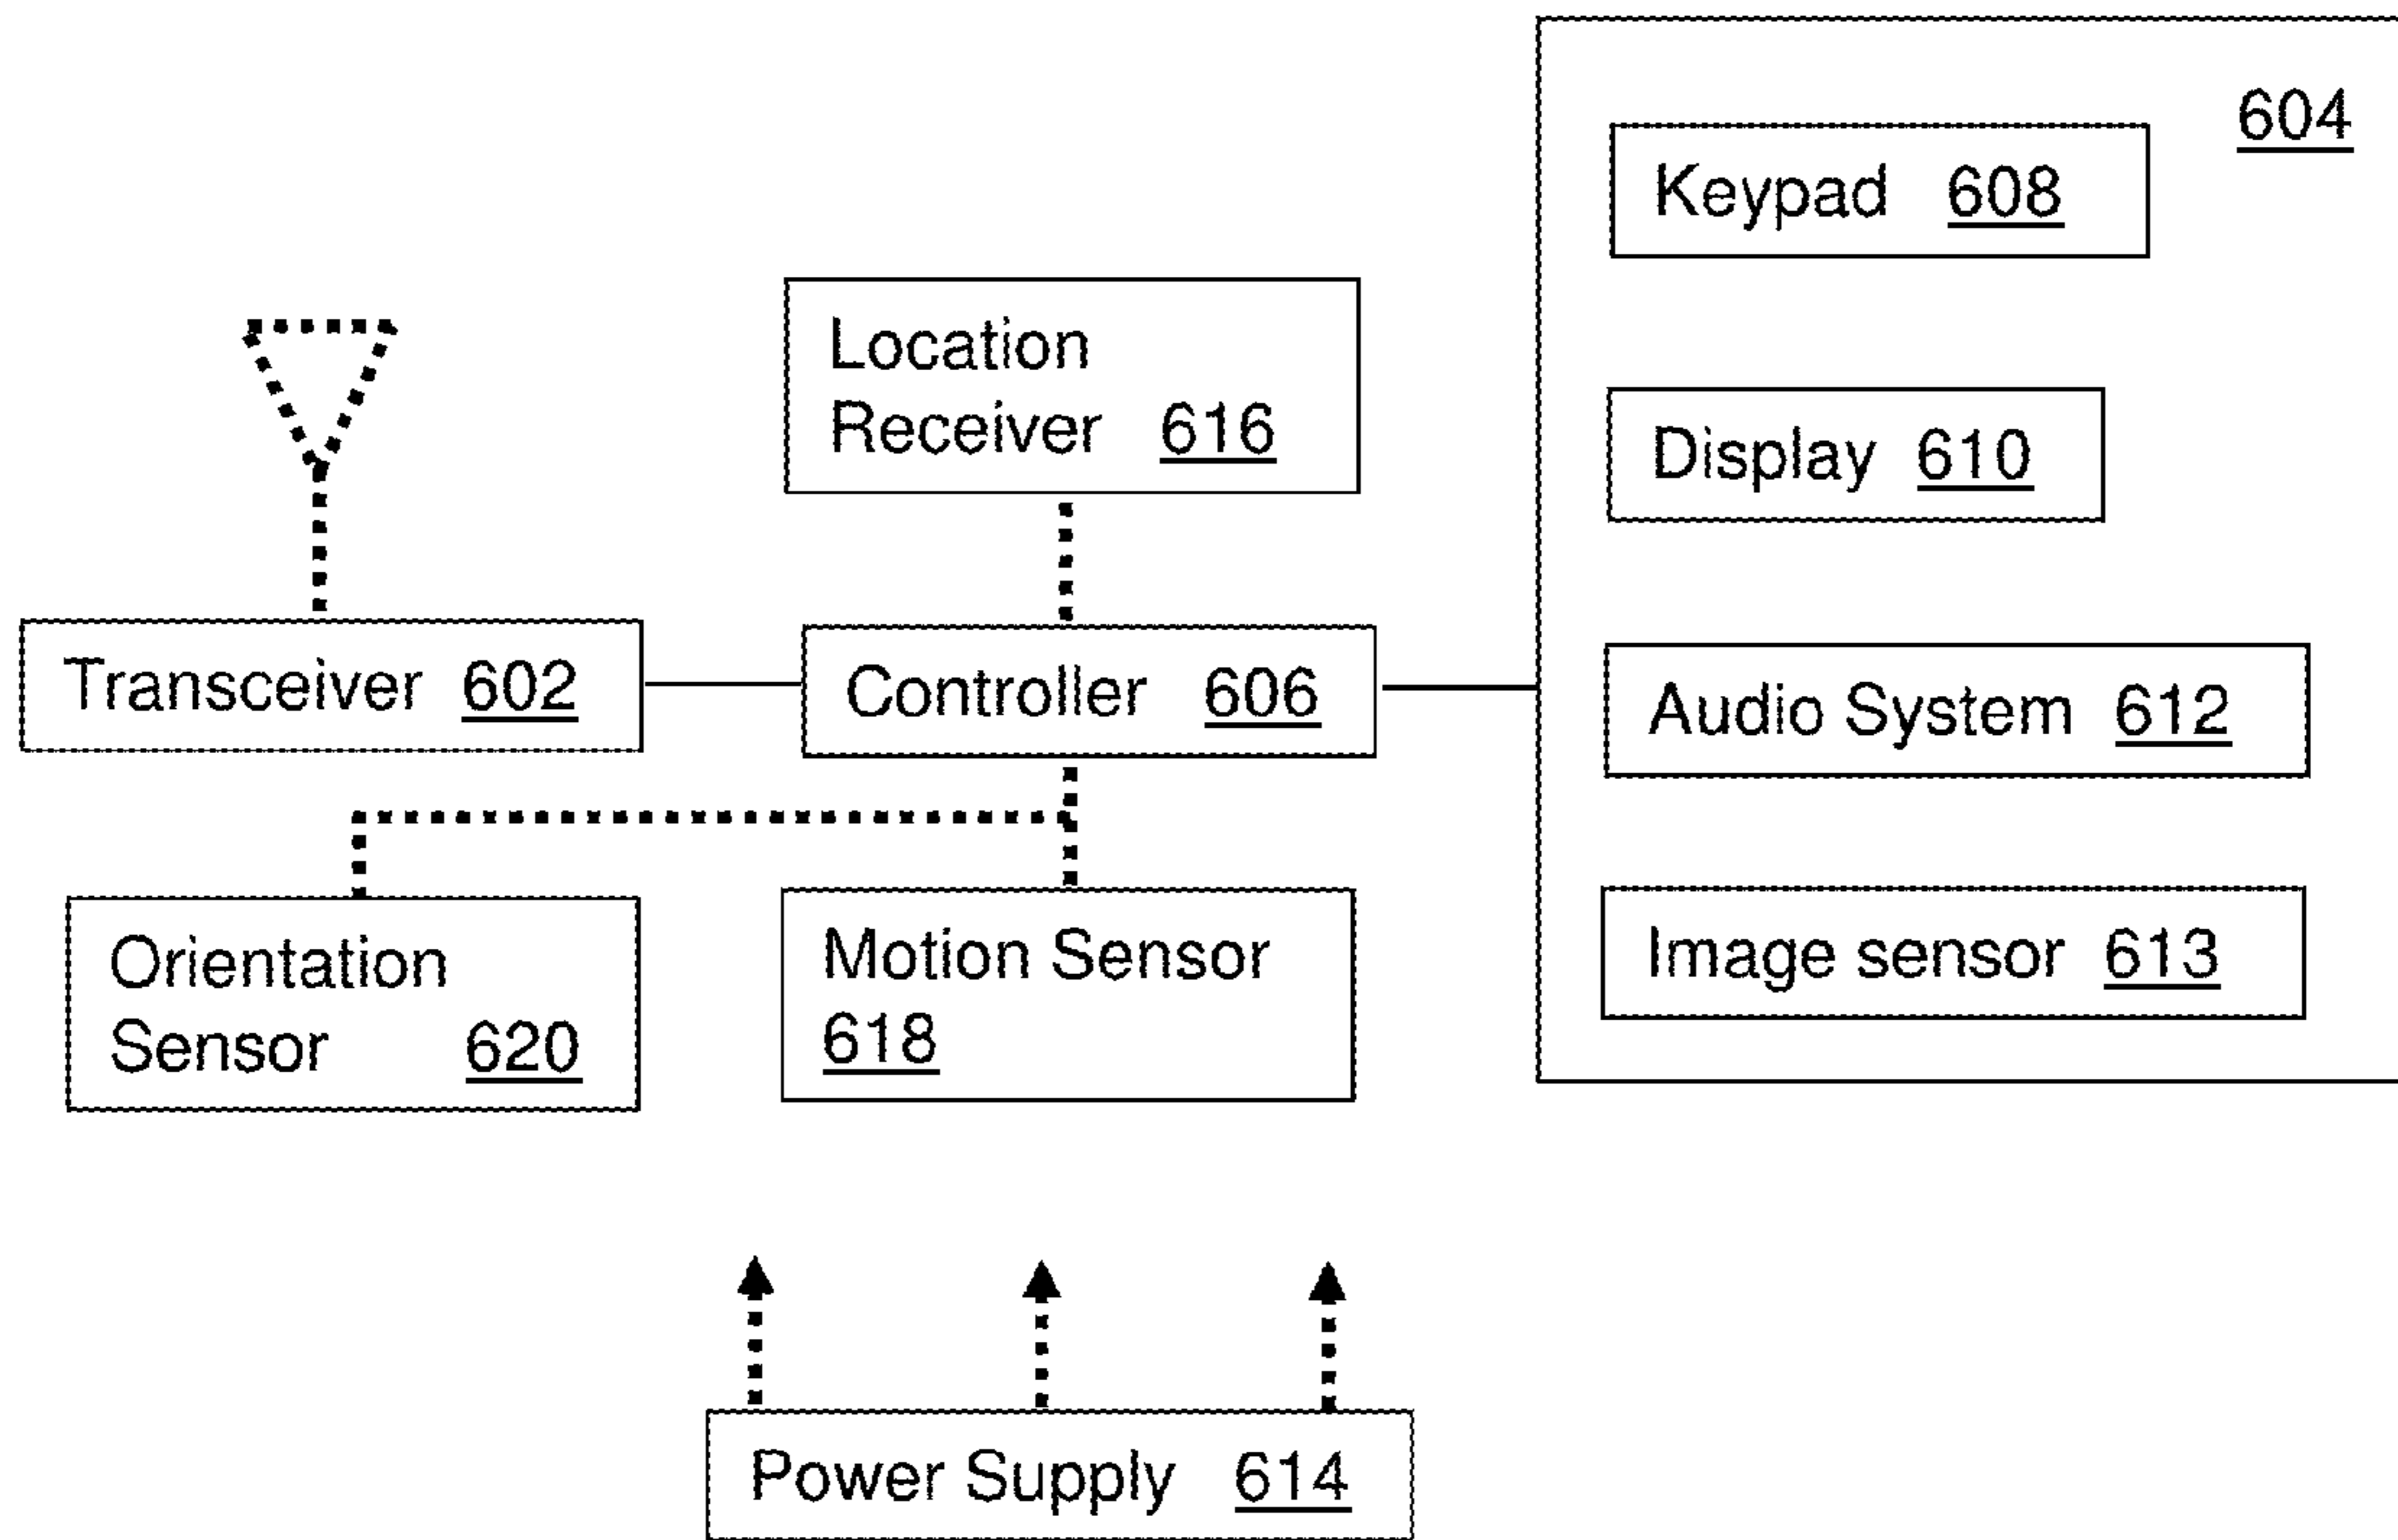 604
Keypad 608
Location
Receiver 616
Display 610
Transceiver 602
Controller 606
Audio System 612
Orientation
Sensor 620
Motion Sensor
618
Image sensor 613
Power Supply 614